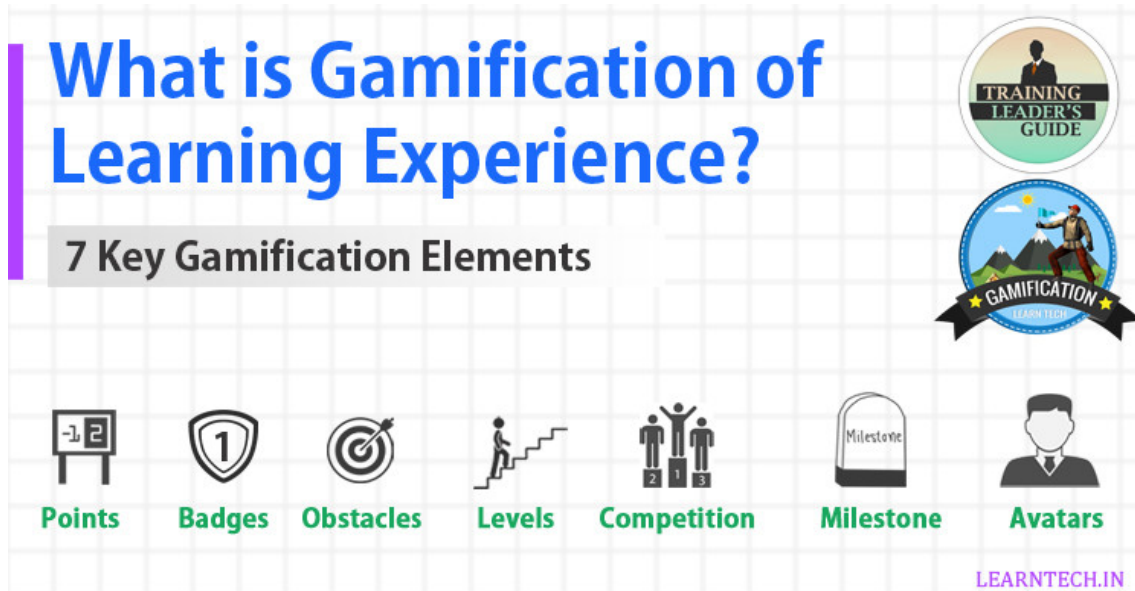 What is Gamification of
Learning Experience?
7 Key Gamification Elements
TRAINING
LEADER'S
GUIDE
GAMIFICATION
LEARN TECH
-1 2
1
2 1 3
Milestone
Points Badges Obstacles Levels Competition Milestone Avatars
LEARNTECH.IN